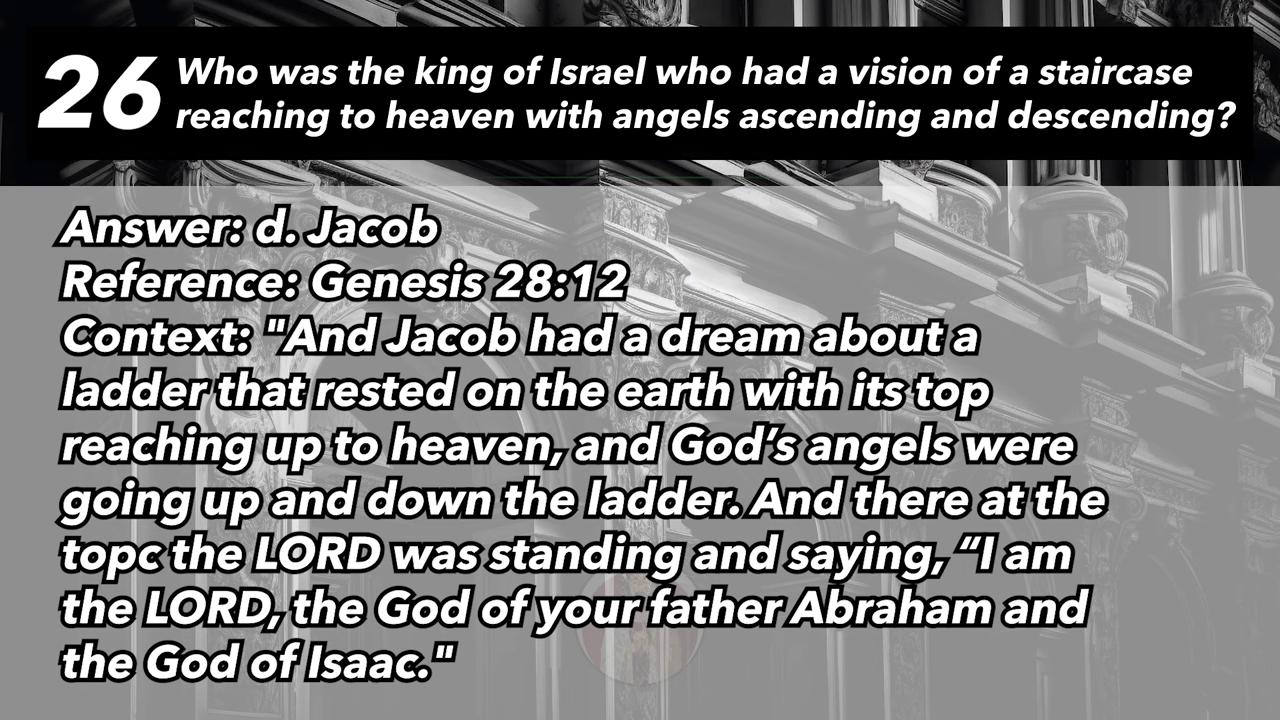 26 Who was the king of Israel who had a vision of a staircase
reaching to heaven with angels ascending and descending?
Answer: d. Jacob
Reference: Genesis 28:12
Context: "And Jacob had a dream about a
ladder that rested on the earth with its top
reaching up to heaven, and God’s angels were
going up and down the ladder. And there at the
topc the LORD was standing and saying, “I am
the LORD, the God of your father Abraham and
the God of Isaac."